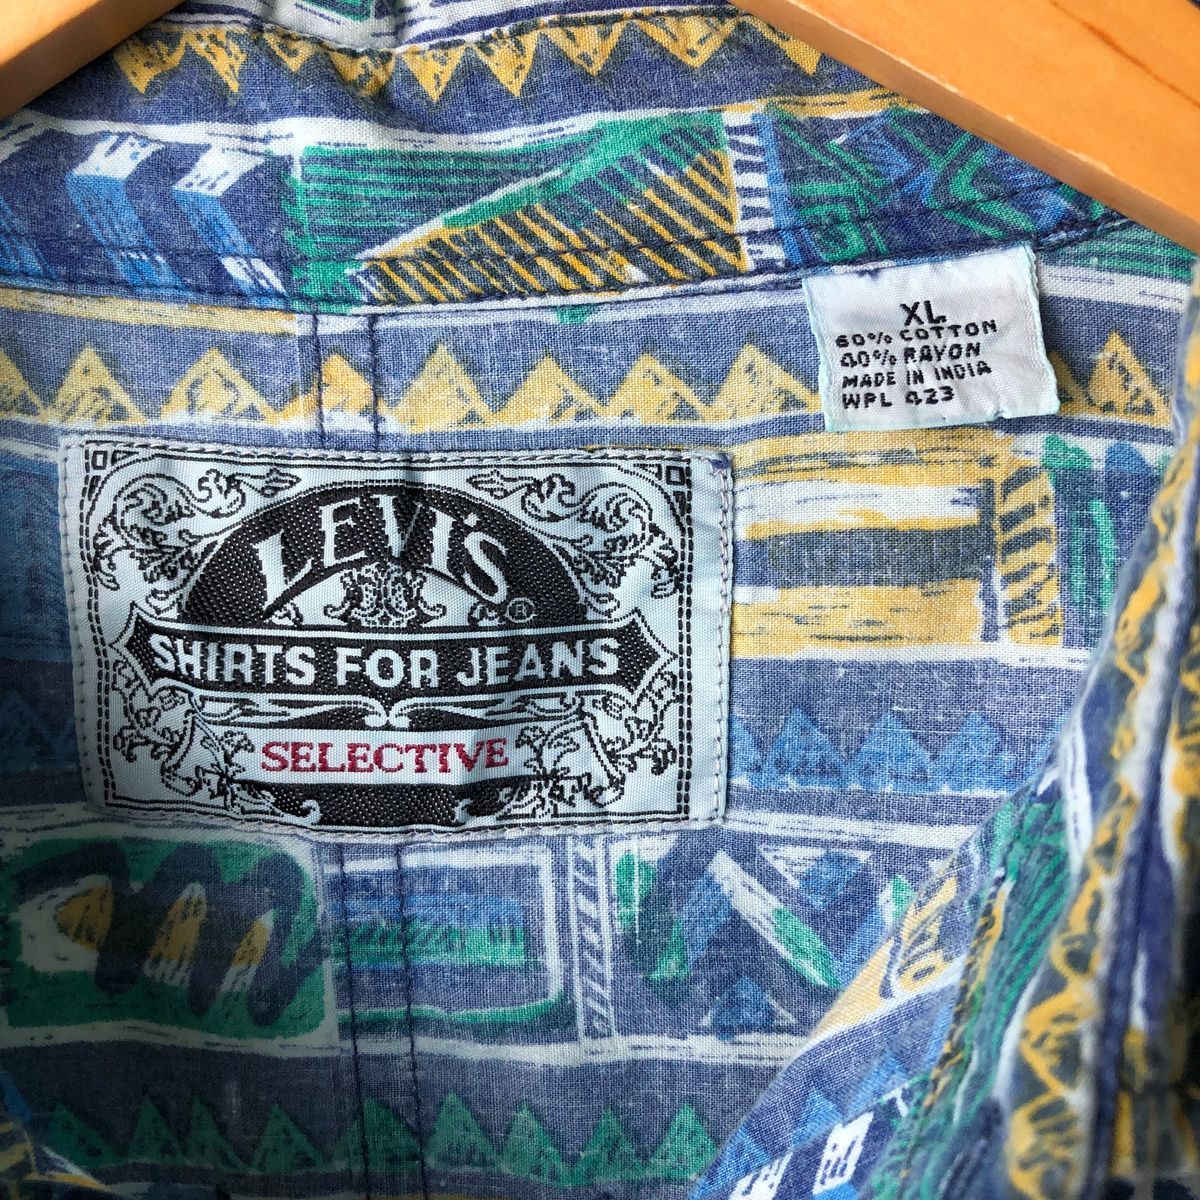 XL
60% COTTON
40% RAYON
MADE IN INDIA
WPL 423
LEVI'S ®
SHIRTS FOR JEANS
SELECTIVE